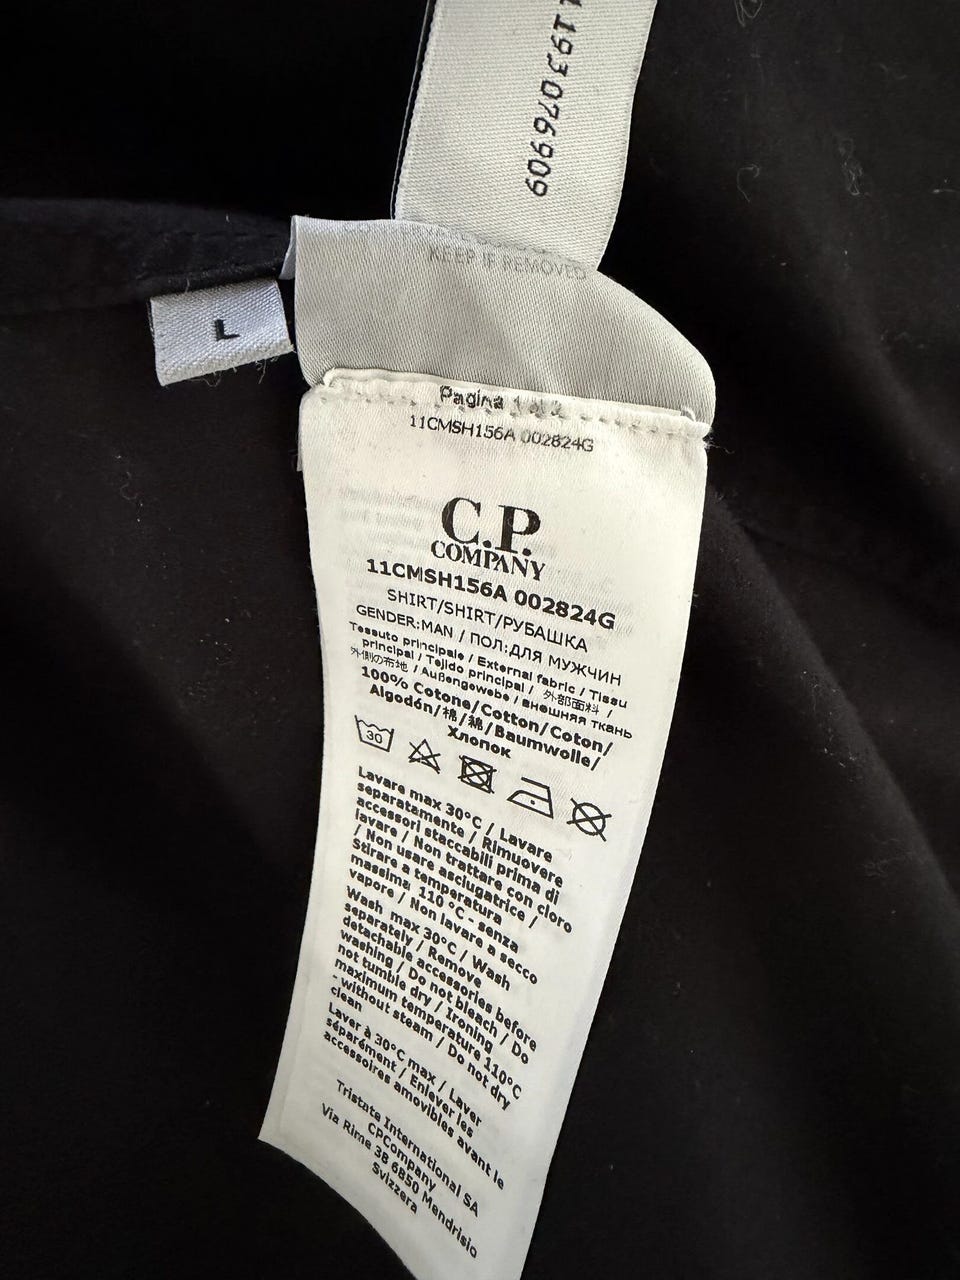 1193076909
KEEP IF REMOVED
L
Pagina 1
11CMSH156A 002824G
C.P.
COMPANY
11CMSH156A 002824G
SHIRT/SHIRT/РУБАШКА
GENDER:MAN / ПОЛ:ДЛЯ МУЖЧИН
Tessuto principale / External fabric / Tissu
principal / Tejido principal / 外部面料 /
外側の布地 / Außengewebe / внешняя ткань
100% Cotone/Cotton/Coton/
Algodón/棉/綿/Baumwolle/
Хлопок
30
Lavare max 30°C / Lavare
separatamente / Rimuovere
accessori staccabili prima di
lavare / Non trattare con cloro
/ Non usare asciugatrice /
Stirare a temperatura
massima 110 °C - senza
vapore / Non lavare a secco
Wash max 30°C / Wash
separately / Remove
detachable accessories before
washing / Do not bleach / Do
not tumble dry / Ironing
maximum temperature 110°C
- without steam / Do not dry
clean
Laver à 30°C max / Laver
séparément / Enlever les
accessoires amovibles avant le
Tristate International SA
CPCompany
Via Rime 38 6850 Mendrisio
Svizzera